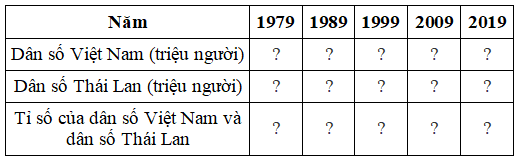 Năm 1979 1989 1999 2009 2019
Dân số Việt Nam (triệu người) ? ? ? ? ?
Dân số Thái Lan (triệu người) ? ? ? ? ?
Tỉ số của dân số Việt Nam và
dân số Thái Lan ? ? ? ? ?